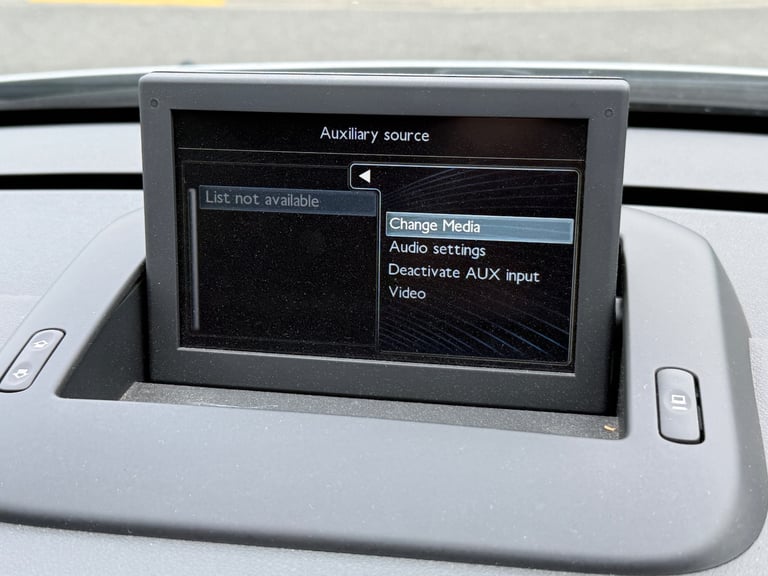 Auxiliary source
List not available
Change Media
Audio settings
Deactivate AUX input
Video